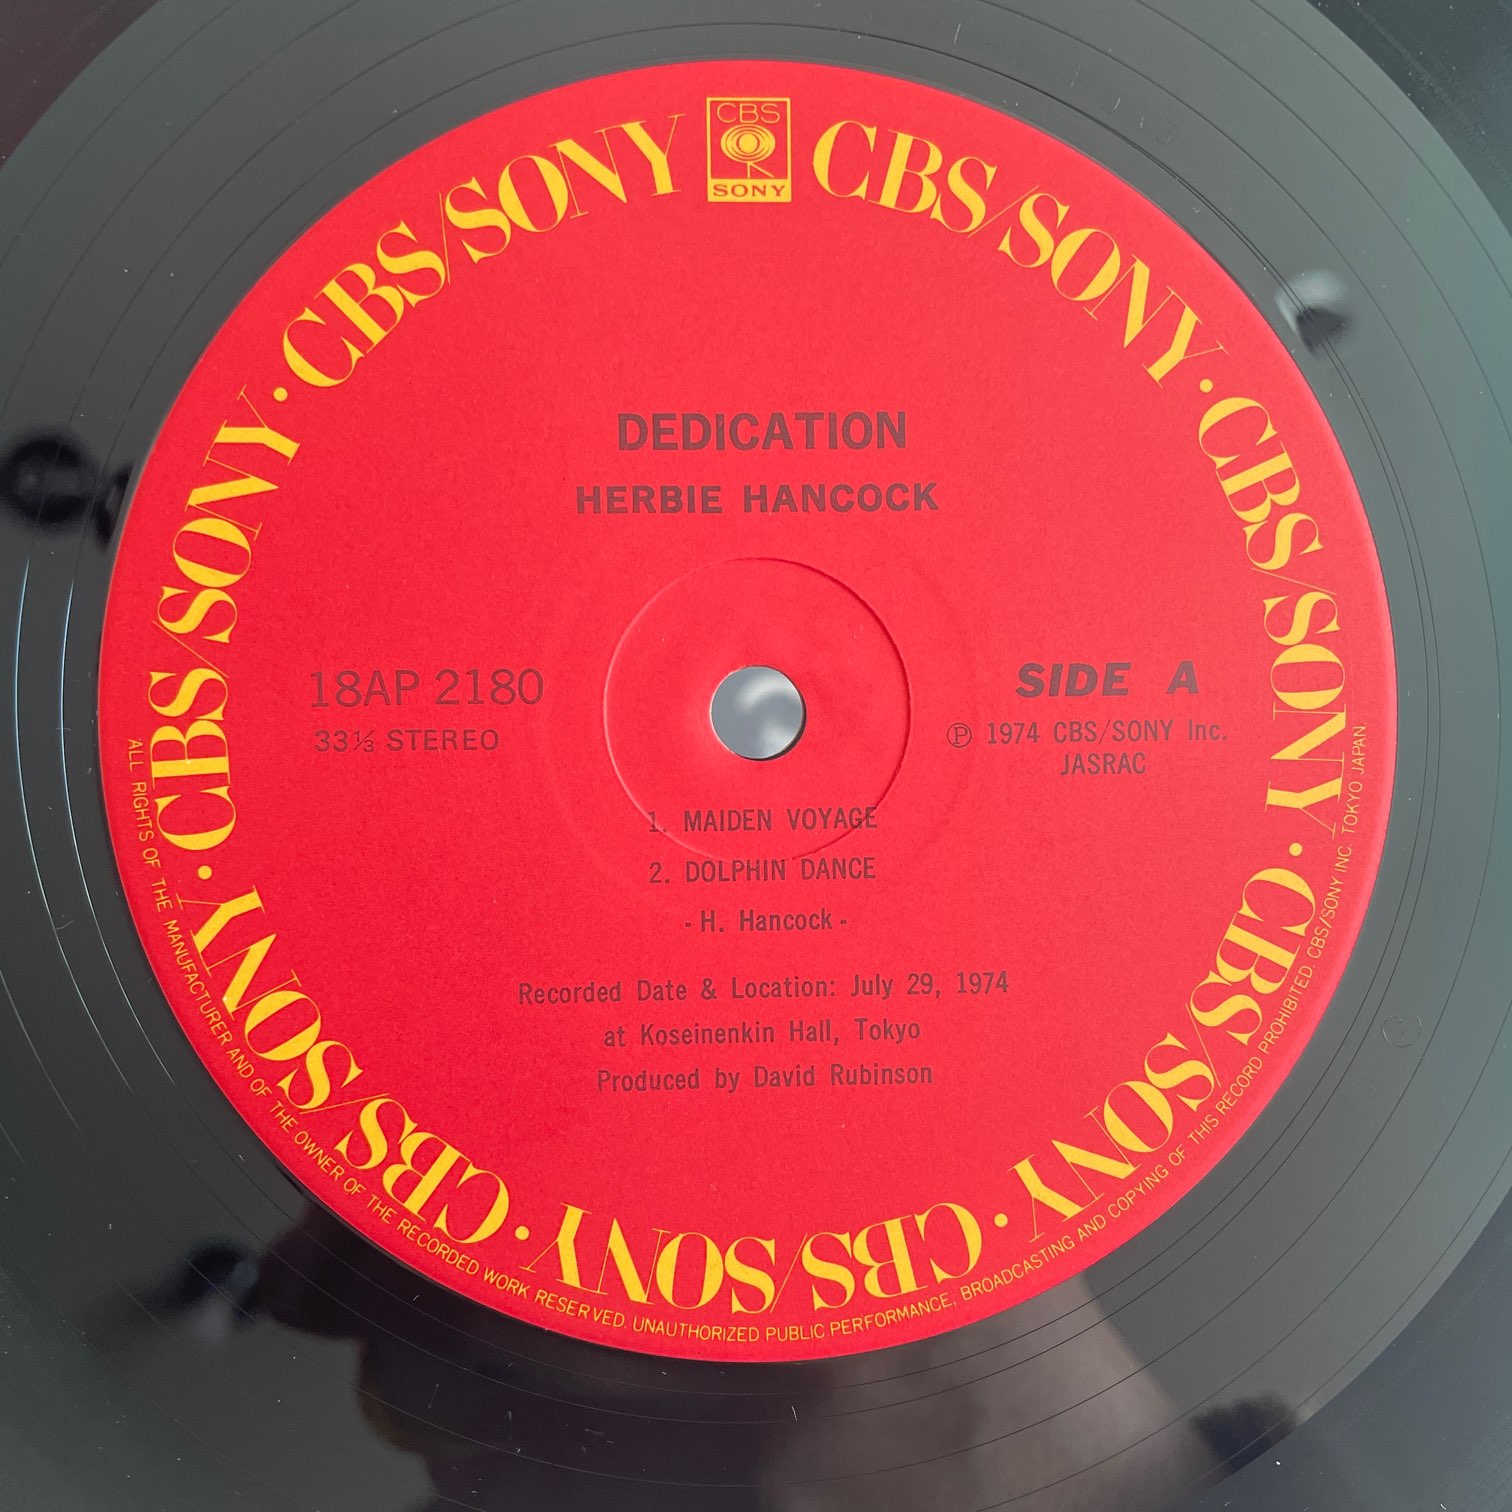 CBS
SONY
CBS/SONY · CBS/SONY · CBS/SONY · CBS/SONY · CBS/SONY · CBS/SONY · CBS/SONY
DEDICATION
HERBIE HANCOCK
18AP 2180
33⅓ STEREO
SIDE A
Ⓟ 1974 CBS/SONY Inc.
JASRAC
1. MAIDEN VOYAGE
2. DOLPHIN DANCE
- H. Hancock -
Recorded Date & Location: July 29, 1974
at Koseinenkin Hall, Tokyo
Produced by David Rubinson
ALL RIGHTS OF THE MANUFACTURER AND OF THE OWNER OF THE RECORDED WORK RESERVED. UNAUTHORIZED PUBLIC PERFORMANCE, BROADCASTING AND COPYING OF THIS RECORD PROHIBITED. CBS/SONY INC. TOKYO JAPAN